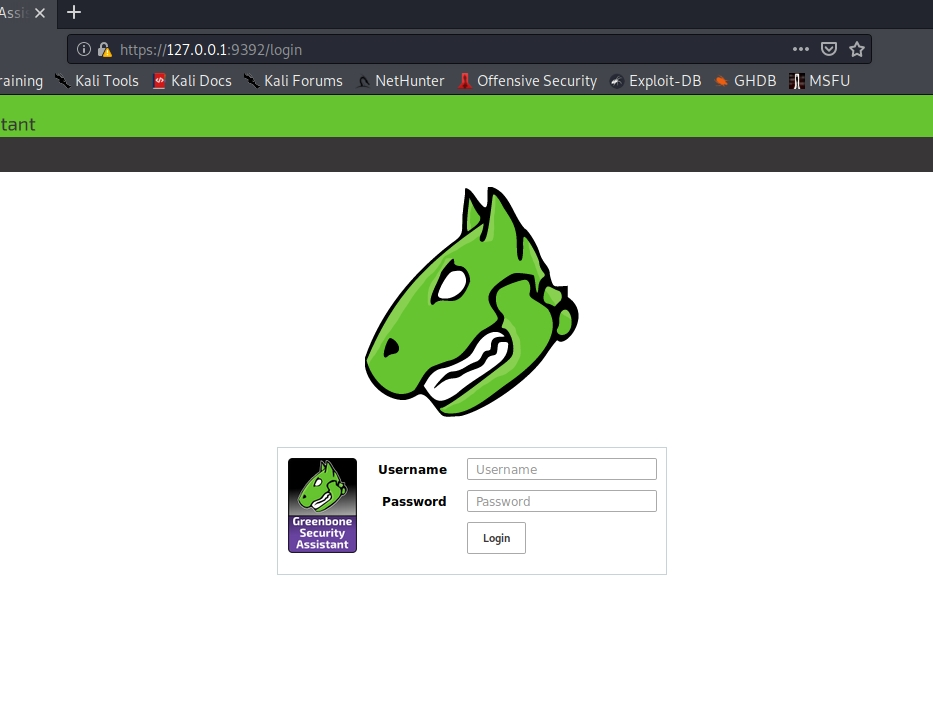 Assis
https://127.0.0.1:9392/login
raining Kali Tools Kali Docs Kali Forums NetHunter Offensive Security Exploit-DB GHDB MSFU
tant
Username Username
Password Password
Login
Greenbone
Security
Assistant